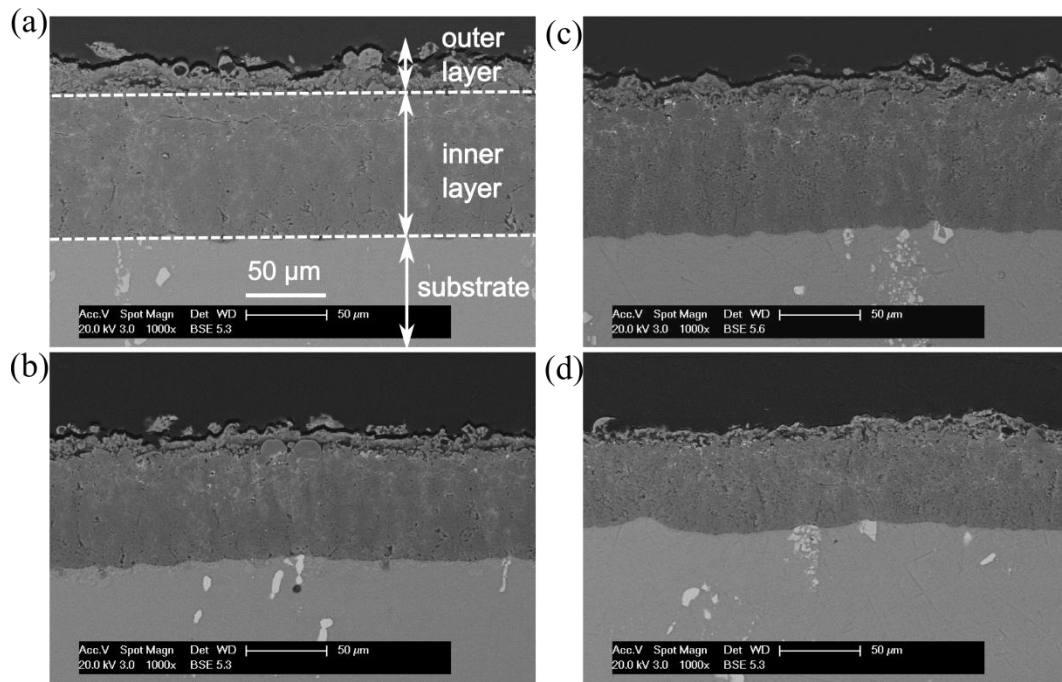 (a)
outer
layer
inner
layer
50 µm
substrate
Acc.V Spot Magn Det WD 50 µm
20.0 kV 3.0 1000x BSE 5.3
(b)
Acc.V Spot Magn Det WD 50 µm
20.0 kV 3.0 1000x BSE 5.3
(c)
Acc.V Spot Magn Det WD 50 µm
20.0 kV 3.0 1000x BSE 5.6
(d)
Acc.V Spot Magn Det WD 50 µm
20.0 kV 3.0 1000x BSE 5.3